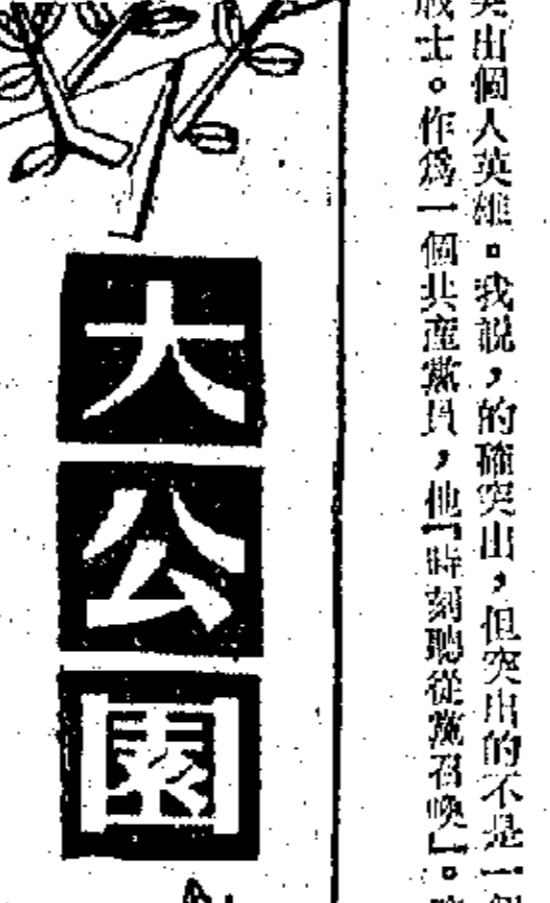 突出個人英雄。我説，的確突出，但突出的不是一個
戰士。作爲一個共產黨員，他「時刻聽從黨召喚」。
大公園